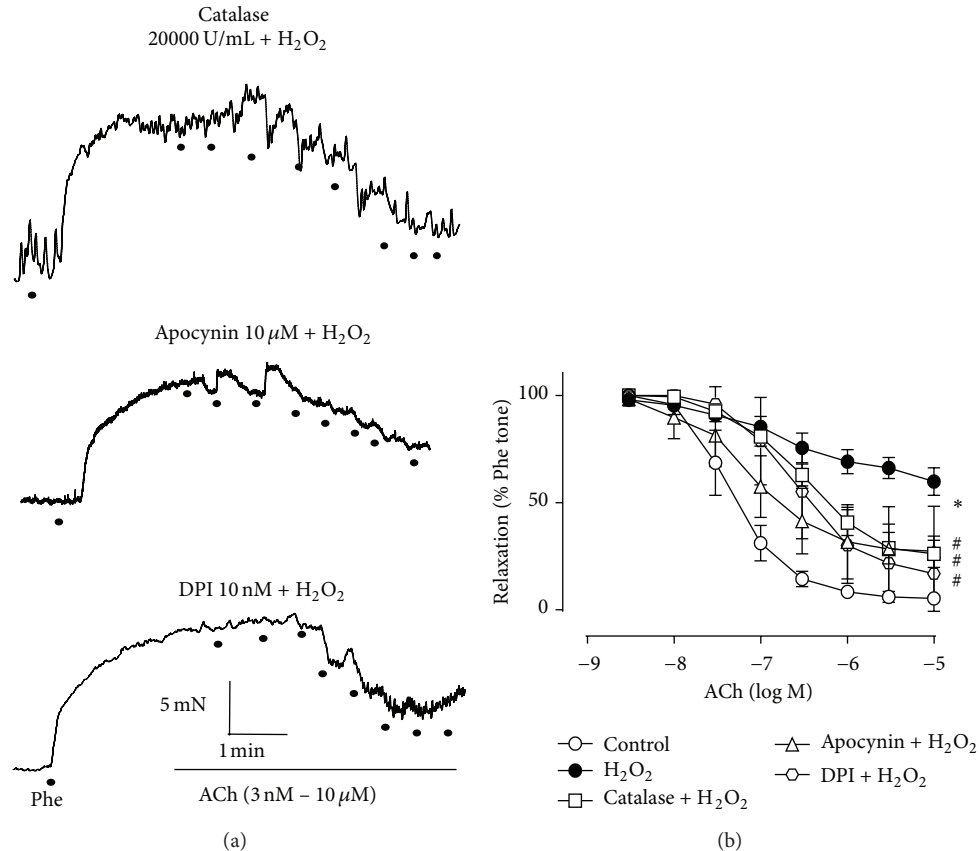 Catalase
20000 U/mL + H₂O₂
Apocynin 10 μM + H₂O₂
DPI 10 nM + H₂O₂
5 mN
1 min
Phe
ACh (3 nM – 10 μM)
(a)
Relaxation (% Phe tone)
100
50
0
*
#
#
#
−9
−8
−7
−6
−5
ACh (log M)
Control
H₂O₂
Catalase + H₂O₂
Apocynin + H₂O₂
DPI + H₂O₂
(b)